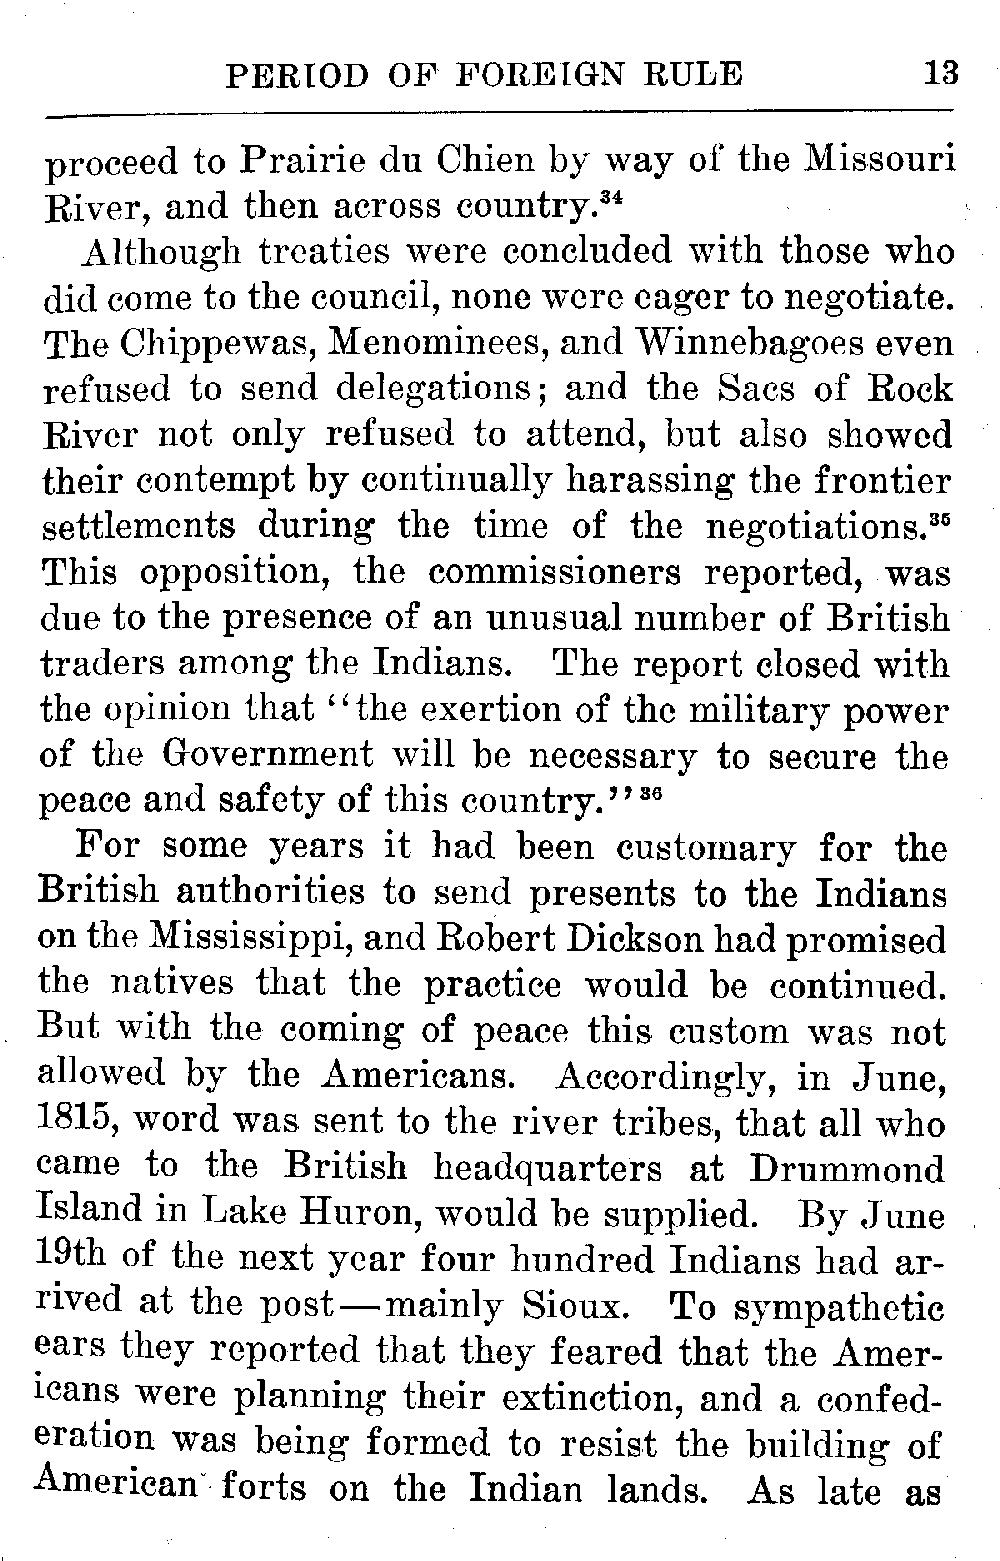 PERIOD OF FOREIGN RULE 13
proceed to Prairie du Chien by way of the Missouri
River, and then across country.³⁴
Although treaties were concluded with those who
did come to the council, none were eager to negotiate.
The Chippewas, Menominees, and Winnebagoes even
refused to send delegations; and the Sacs of Rock
River not only refused to attend, but also showed
their contempt by continually harassing the frontier
settlements during the time of the negotiations.³⁵
This opposition, the commissioners reported, was
due to the presence of an unusual number of British
traders among the Indians. The report closed with
the opinion that "the exertion of the military power
of the Government will be necessary to secure the
peace and safety of this country."³⁶
For some years it had been customary for the
British authorities to send presents to the Indians
on the Mississippi, and Robert Dickson had promised
the natives that the practice would be continued.
But with the coming of peace this custom was not
allowed by the Americans. Accordingly, in June,
1815, word was sent to the river tribes, that all who
came to the British headquarters at Drummond
Island in Lake Huron, would be supplied. By June
19th of the next year four hundred Indians had ar-
rived at the post—mainly Sioux. To sympathetic
ears they reported that they feared that the Amer-
icans were planning their extinction, and a confed-
eration was being formed to resist the building of
American forts on the Indian lands. As late as